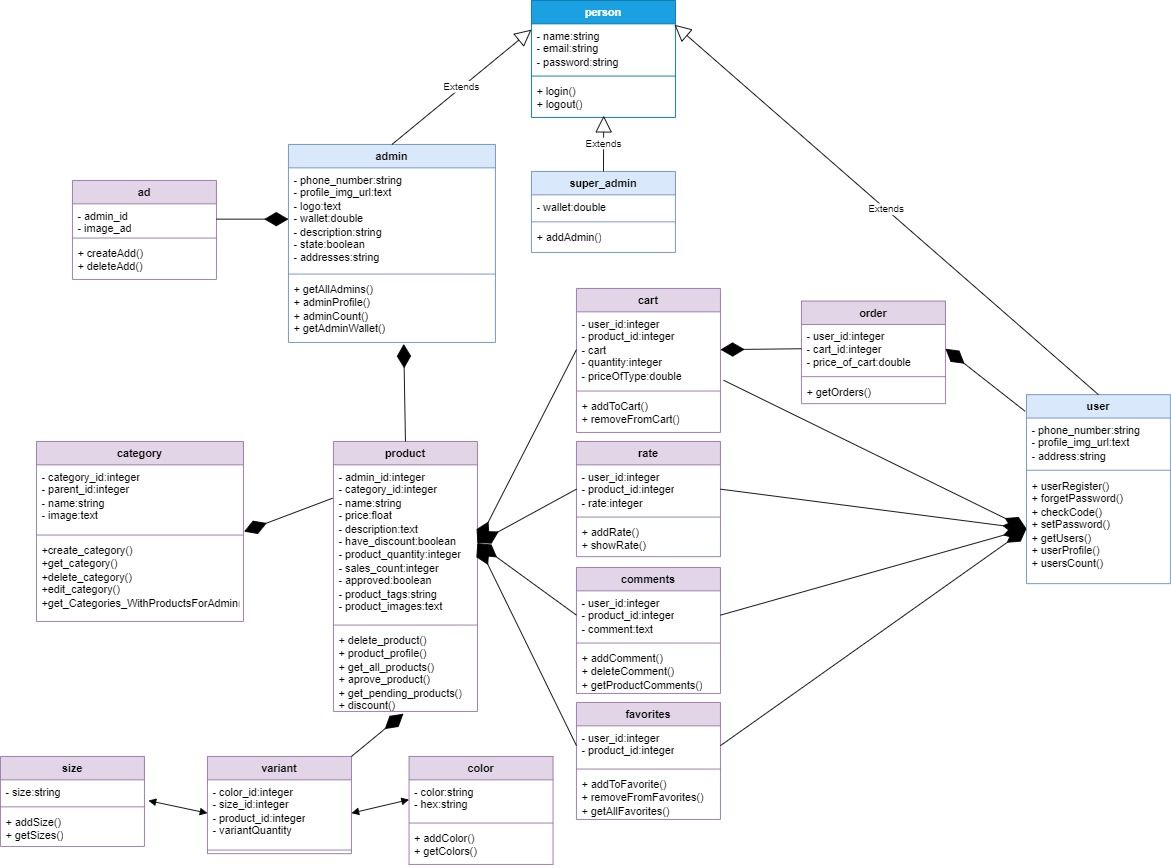 person
- name:string
- email:string
- password:string
+ login()
+ logout()
Extends
Extends
Extends
admin
- phone_number:string
- profile_img_url:text
- logo:text
- wallet:double
- description:string
- state:boolean
- addresses:string
+ getAllAdmins()
+ adminProfile()
+ adminCount()
+ getAdminWallet()
super_admin
- wallet:double
+ addAdmin()
ad
- admin_id
- image_ad
+ createAdd()
+ deleteAdd()
cart
- user_id:integer
- product_id:integer
- cart
- quantity:integer
- priceOfType:double
+ addToCart()
+ removeFromCart()
order
- user_id:integer
- cart_id:integer
- price_of_cart:double
+ getOrders()
user
- phone_number:string
- profile_img_url:text
- address:string
+ userRegister()
+ forgetPassword()
+ checkCode()
+ setPassword()
+ getUsers()
+ userProfile()
+ usersCount()
category
- category_id:integer
- parent_id:integer
- name:string
- image:text
+create_category()
+get_category()
+delete_category()
+edit_category()
+get_Categories_WithProductsForAdmin(
product
- admin_id:integer
- category_id:integer
- name:string
- price:float
- description:text
- have_discount:boolean
- product_quantity:integer
- sales_count:integer
- approved:boolean
- product_tags:string
- product_images:text
+ delete_product()
+ product_profile()
+ get_all_products()
+ aprove_product()
+ get_pending_products()
+ discount()
rate
- user_id:integer
- product_id:integer
- rate:integer
+ addRate()
+ showRate()
comments
- user_id:integer
- product_id:integer
- comment:text
+ addComment()
+ deleteComment()
+ getProductComments()
favorites
- user_id:integer
- product_id:integer
+ addToFavorite()
+ removeFromFavorites()
+ getAllFavorites()
size
- size:string
+ addSize()
+ getSizes()
variant
- color_id:integer
- size_id:integer
- product_id:integer
- variantQuantity
color
- color:string
- hex:string
+ addColor()
+ getColors()